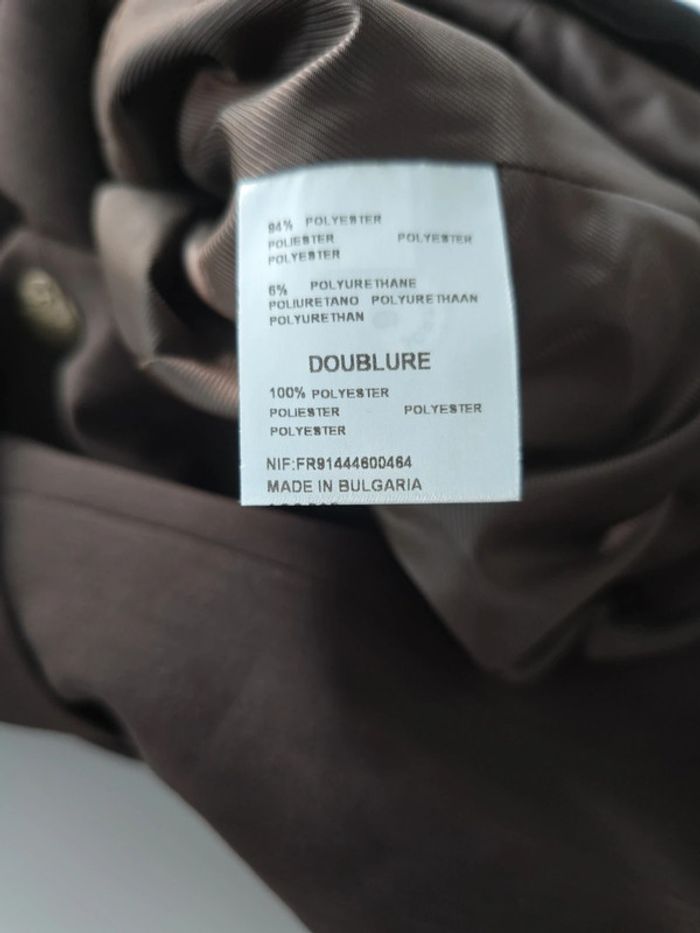 94% POLYESTER
POLIESTER POLYESTER
POLYESTER
6% POLYURETHANE
POLIURETANO POLYURETHAAN
POLYURETHAN
DOUBLURE
100% POLYESTER
POLIESTER POLYESTER
POLYESTER
NIF:FR91444600464
MADE IN BULGARIA